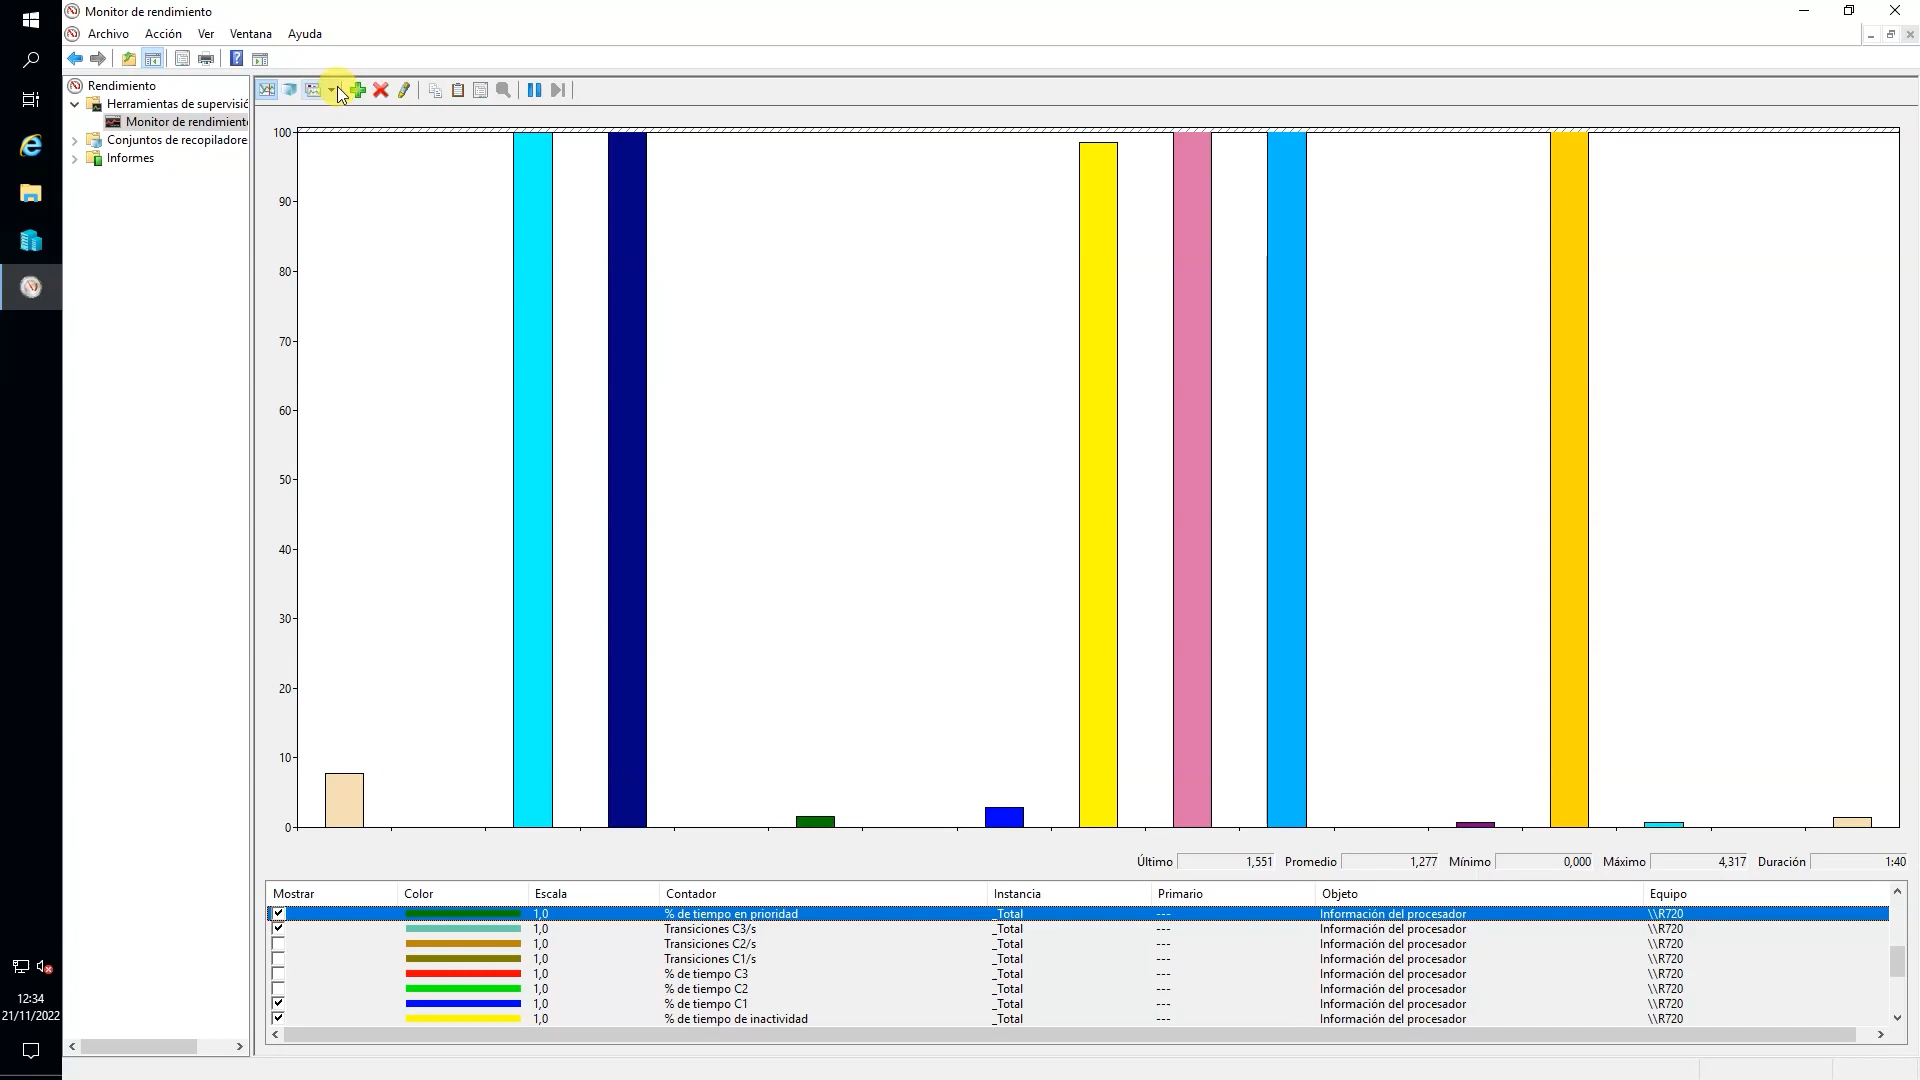 Monitor de rendimiento
Archivo Acción Ver Ventana Ayuda
Rendimiento
Herramientas de supervisió
Monitor de rendimient
Conjuntos de recopiladore
Informes
100
90
80
70
60
50
40
30
20
10
0
Último 1,551 Promedio 1,277 Mínimo 0,000 Máximo 4,317 Duración 1:40
Mostrar Color Escala Contador Instancia Primario Objeto Equipo
1,0 % de tiempo en prioridad _Total --- Información del procesador \\R720
1,0 Transiciones C3/s _Total --- Información del procesador \\R720
1,0 Transiciones C2/s _Total --- Información del procesador \\R720
1,0 Transiciones C1/s _Total --- Información del procesador \\R720
1,0 % de tiempo C3 _Total --- Información del procesador \\R720
1,0 % de tiempo C2 _Total --- Información del procesador \\R720
1,0 % de tiempo C1 _Total --- Información del procesador \\R720
1,0 % de tiempo de inactividad _Total --- Información del procesador \\R720
12:34
21/11/2022